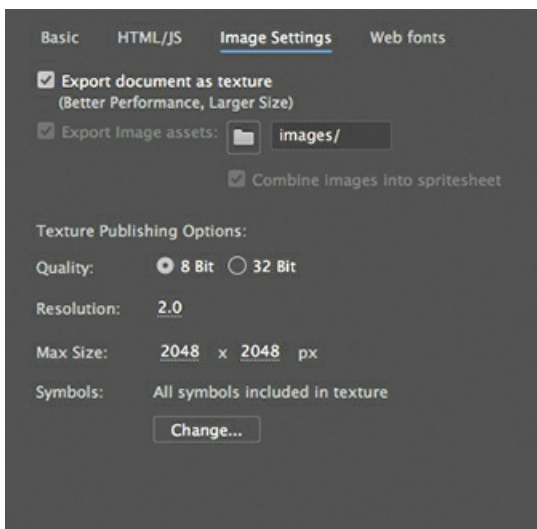 Basic HTML/JS Image Settings Web fonts
Export document as texture
(Better Performance, Larger Size)
Export Image assets: images/
Combine images into spritesheet
Texture Publishing Options:
Quality: 8 Bit 32 Bit
Resolution: 2.0
Max Size: 2048 x 2048 px
Symbols: All symbols included in texture
Change...